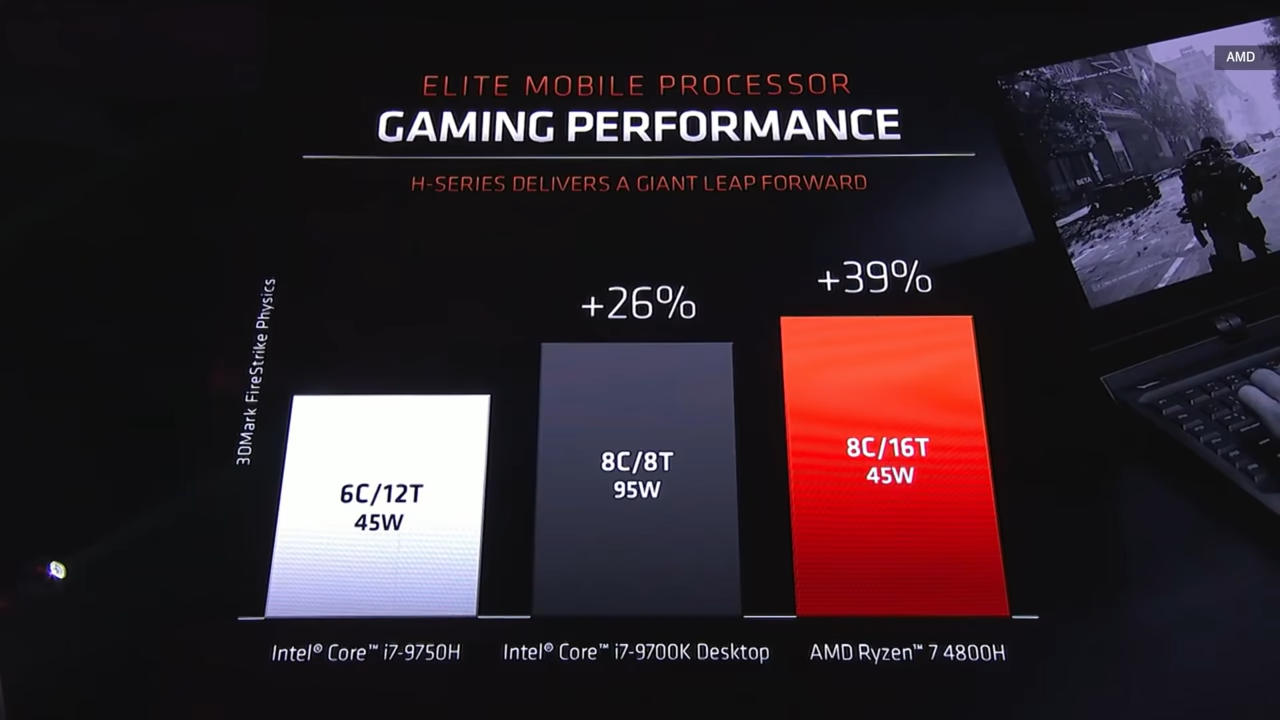 AMD
ELITE MOBILE PROCESSOR
GAMING PERFORMANCE
H-SERIES DELIVERS A GIANT LEAP FORWARD
3DMark FireStrike Physics
+26%
+39%
6C/12T
45W
8C/8T
95W
8C/16T
45W
Intel® Core™ i7-9750H
Intel® Core™ i7-9700K Desktop
AMD Ryzen™ 7 4800H
BETA